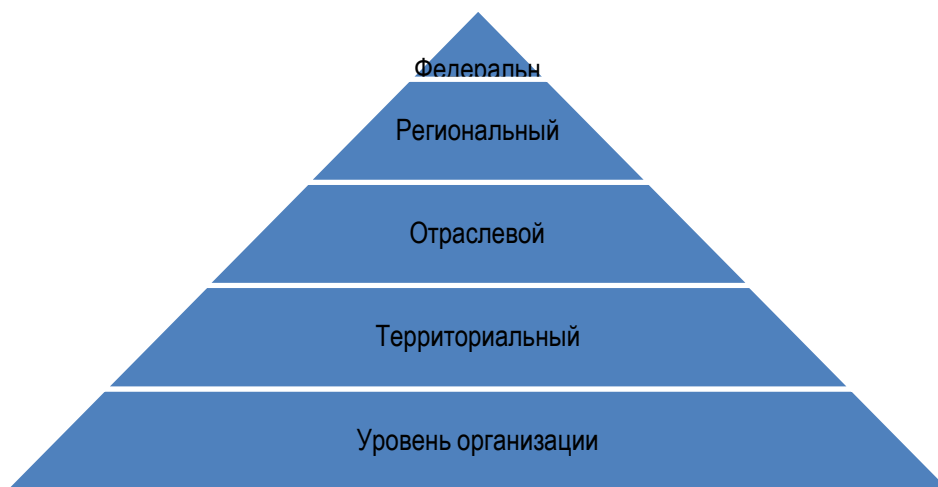 Федеральн
Региональный
Отраслевой
Территориальный
Уровень организации